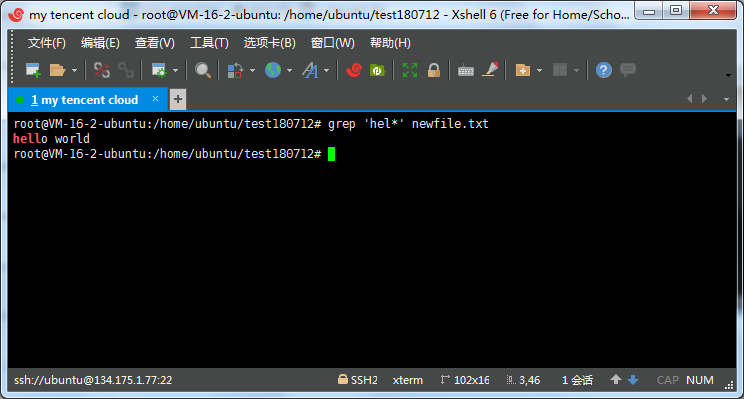 my tencent cloud - root@VM-16-2-ubuntu: /home/ubuntu/test180712 - Xshell 6 (Free for Home/Scho...
文件(F) 编辑(E) 查看(V) 工具(T) 选项卡(B) 窗口(W) 帮助(H)
1 my tencent cloud × +
root@VM-16-2-ubuntu:/home/ubuntu/test180712# grep 'hel*' newfile.txt
hello world
root@VM-16-2-ubuntu:/home/ubuntu/test180712#
ssh://ubuntu@134.175.1.77:22 SSH2 xterm 102x16 3,46 1 会话 CAP NUM